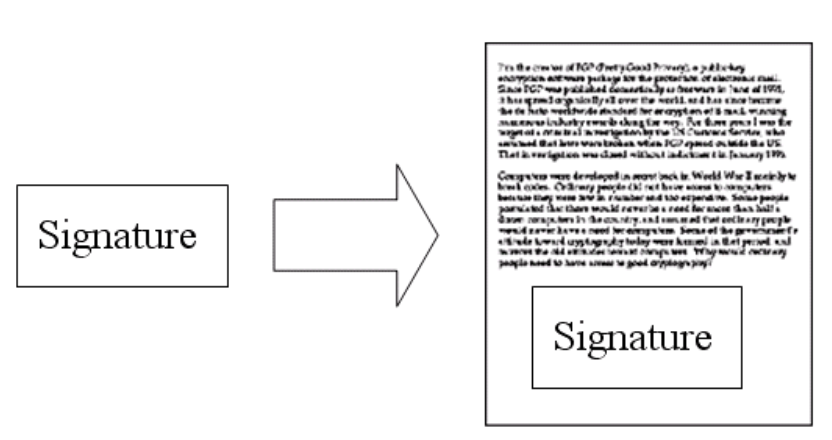 Signature
I'm the creator of PGP (Pretty Good Privacy), a public-key
encryption software package for the protection of electronic mail.
Since PGP was published domestically as freeware in June of 1991,
it has spread organically all over the world, and has since become
the de facto worldwide standard for encryption of E-mail, winning
numerous industry awards along the way. For three years I was the
target of a criminal investigation by the US Customs Service, who
assumed that laws were broken when PGP spread outside the US.
That investigation was closed without indictment in January 1996.
Computers were developed in secret back in World War II mainly to
break codes. Ordinary people did not have access to computers,
because they were few in number and too expensive. Some people
postulated that there would never be a need for more than half a
dozen computers in the country, and assumed that ordinary people
would never have a need for computers. Some of the government's
attitude toward cryptography today were formed in that period, and
the old attitudes toward computers. Why would ordinary
people need to have access to good cryptography?
Signature